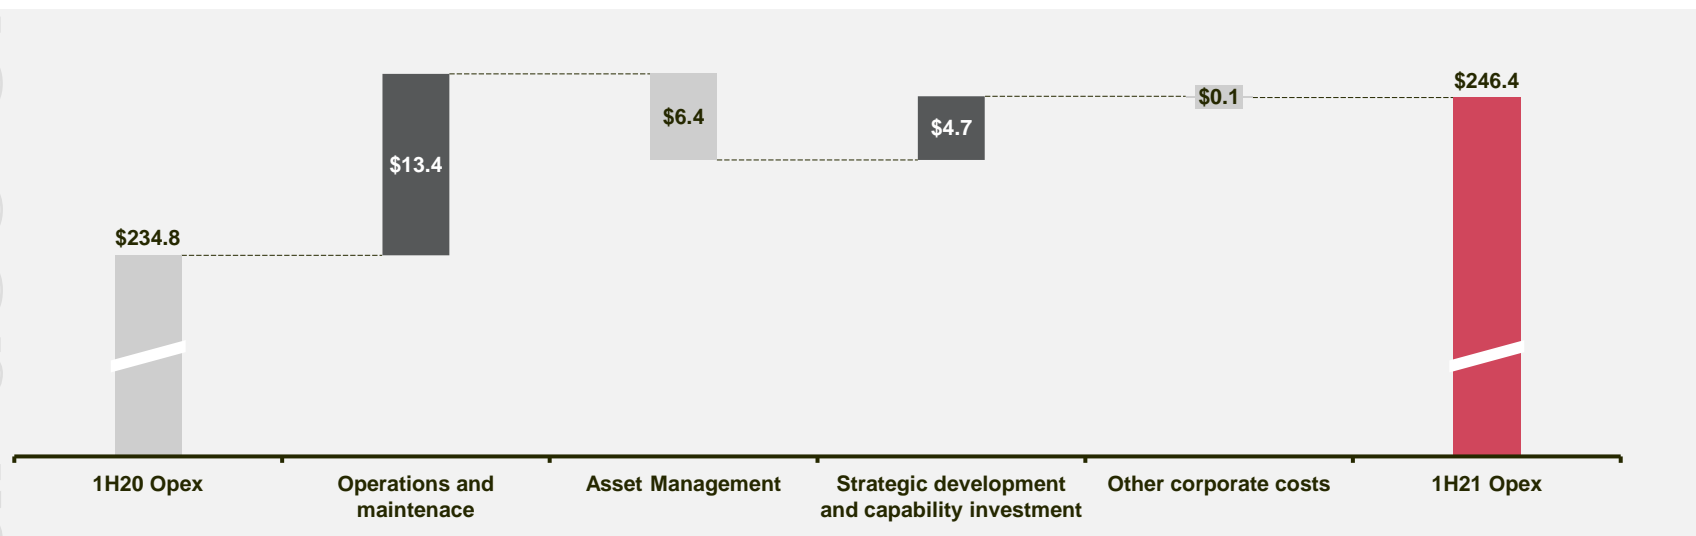 $234.8
$13.4
$6.4
$4.7
$0.1
$246.4
1H20 Opex
Operations and
maintenace
Asset Management
Strategic development
and capability investment
Other corporate costs
1H21 Opex